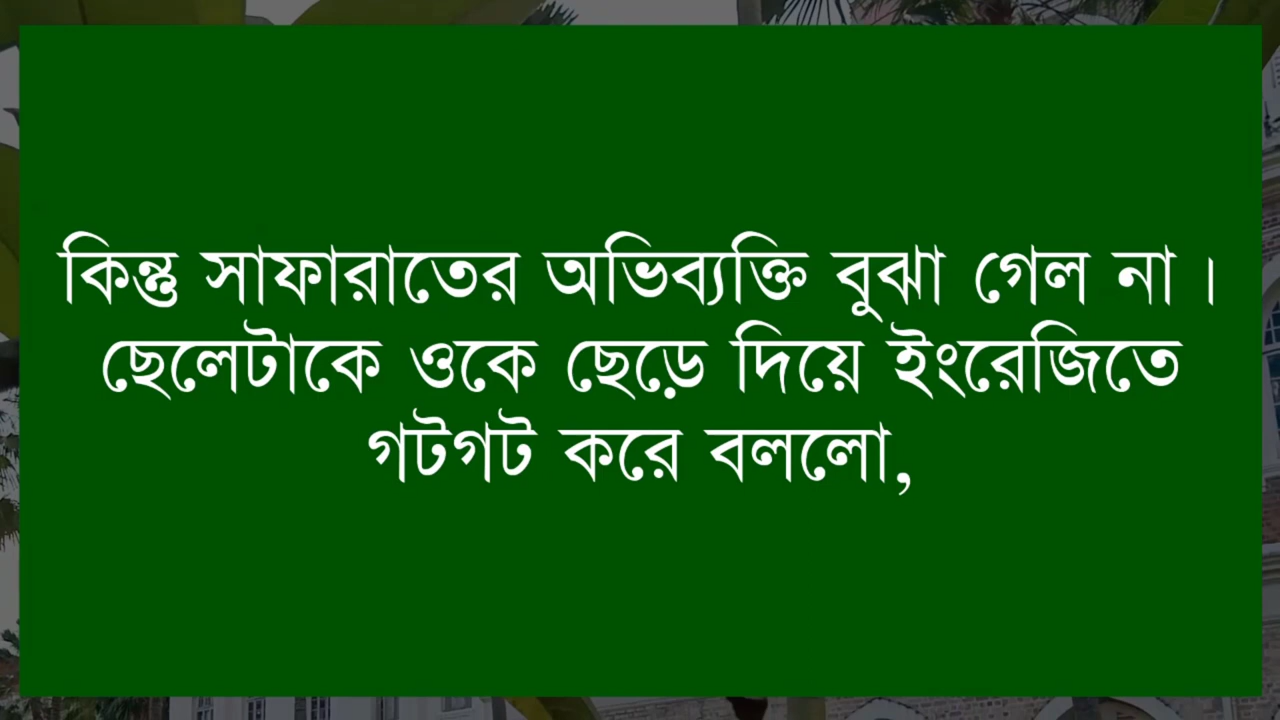 কিন্তু সাফারাতের অভিব্যক্তি বুঝা গেল না।
ছেলেটাকে ওকে ছেড়ে দিয়ে ইংরেজিতে
গটগট করে বললো,